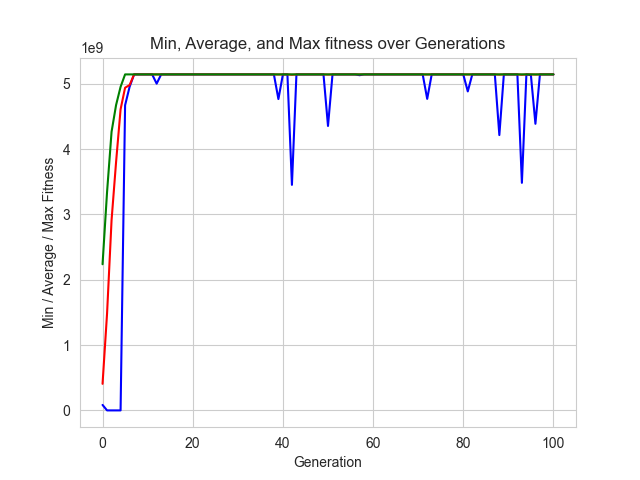 Min, Average, and Max fitness over Generations
1e9
5
4
3
2
1
0
Min / Average / Max Fitness
0 20 40 60 80 100
Generation